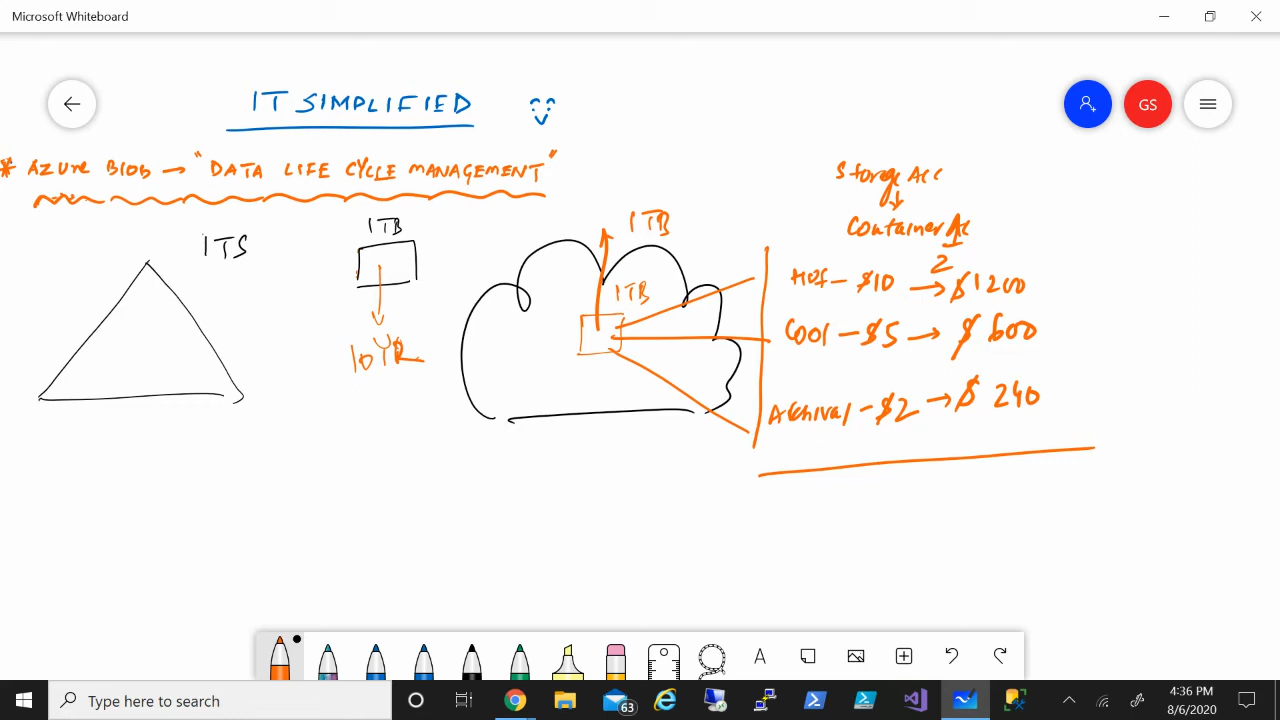 Microsoft Whiteboard
IT SIMPLIFIED
* AZURE BLOB → "DATA LIFE CYCLE MANAGEMENT"
ITS
1TB
10YR
1TB
1TB
Storage Acc
Container Ac
2
Hot - $10 → $1200
Cool - $5 → $600
Archival - $2 → $240
GS
A
Type here to search
63
4:36 PM
8/6/2020